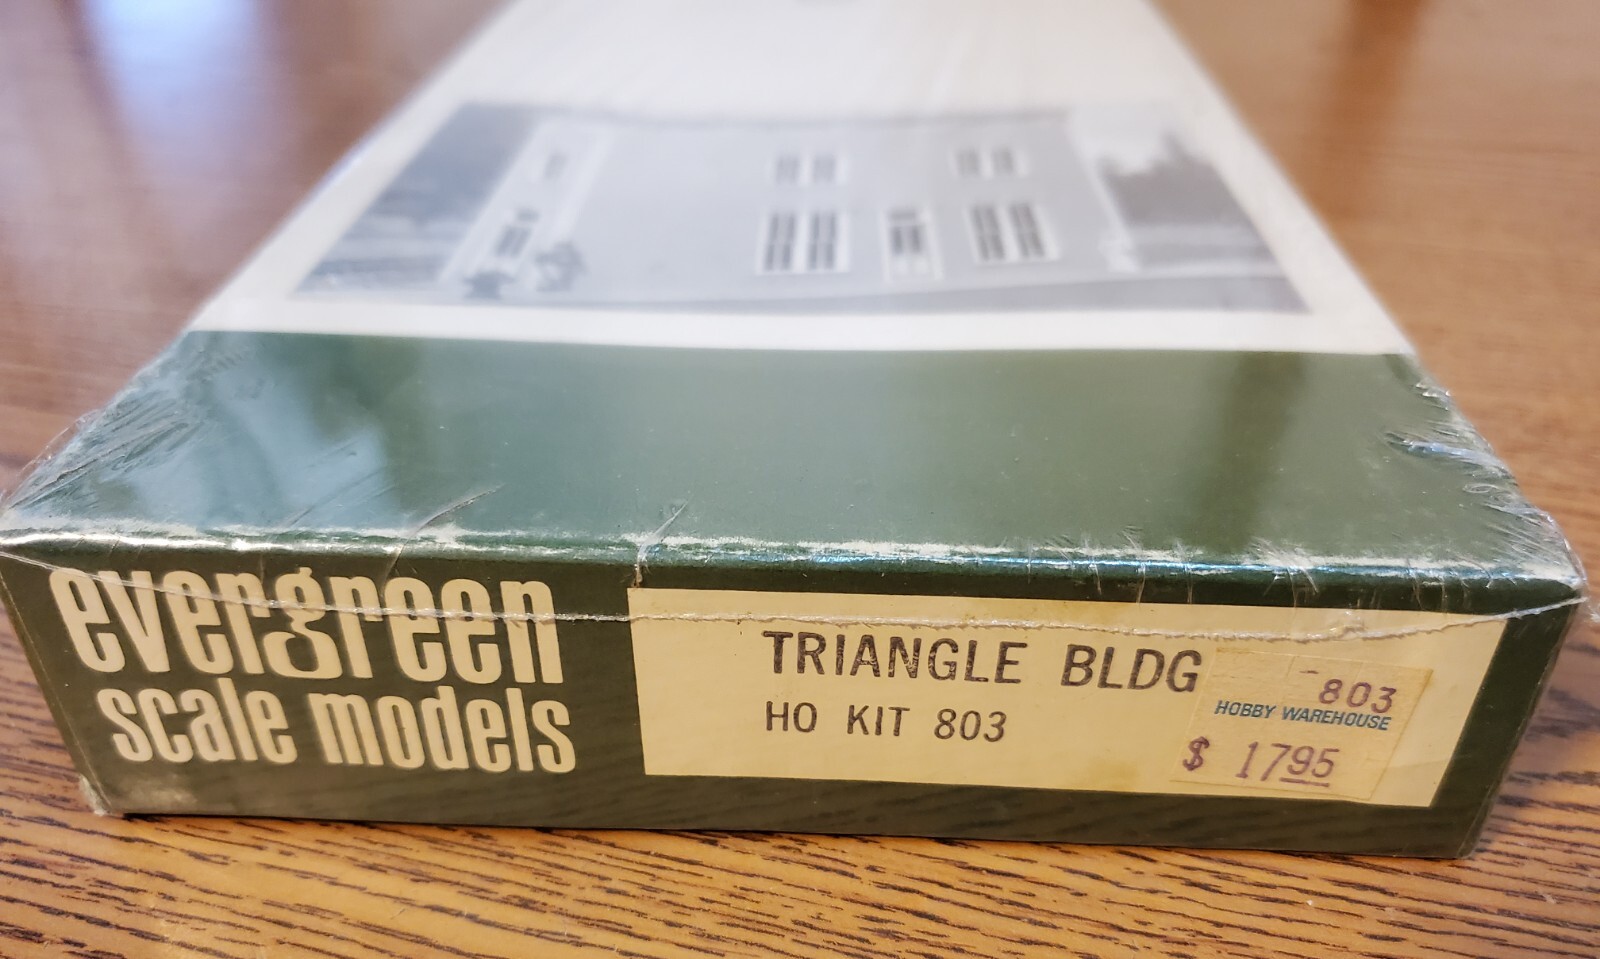 evergreen
scale models
TRIANGLE BLDG
HO KIT 803
-803
HOBBY WAREHOUSE
$ 1795